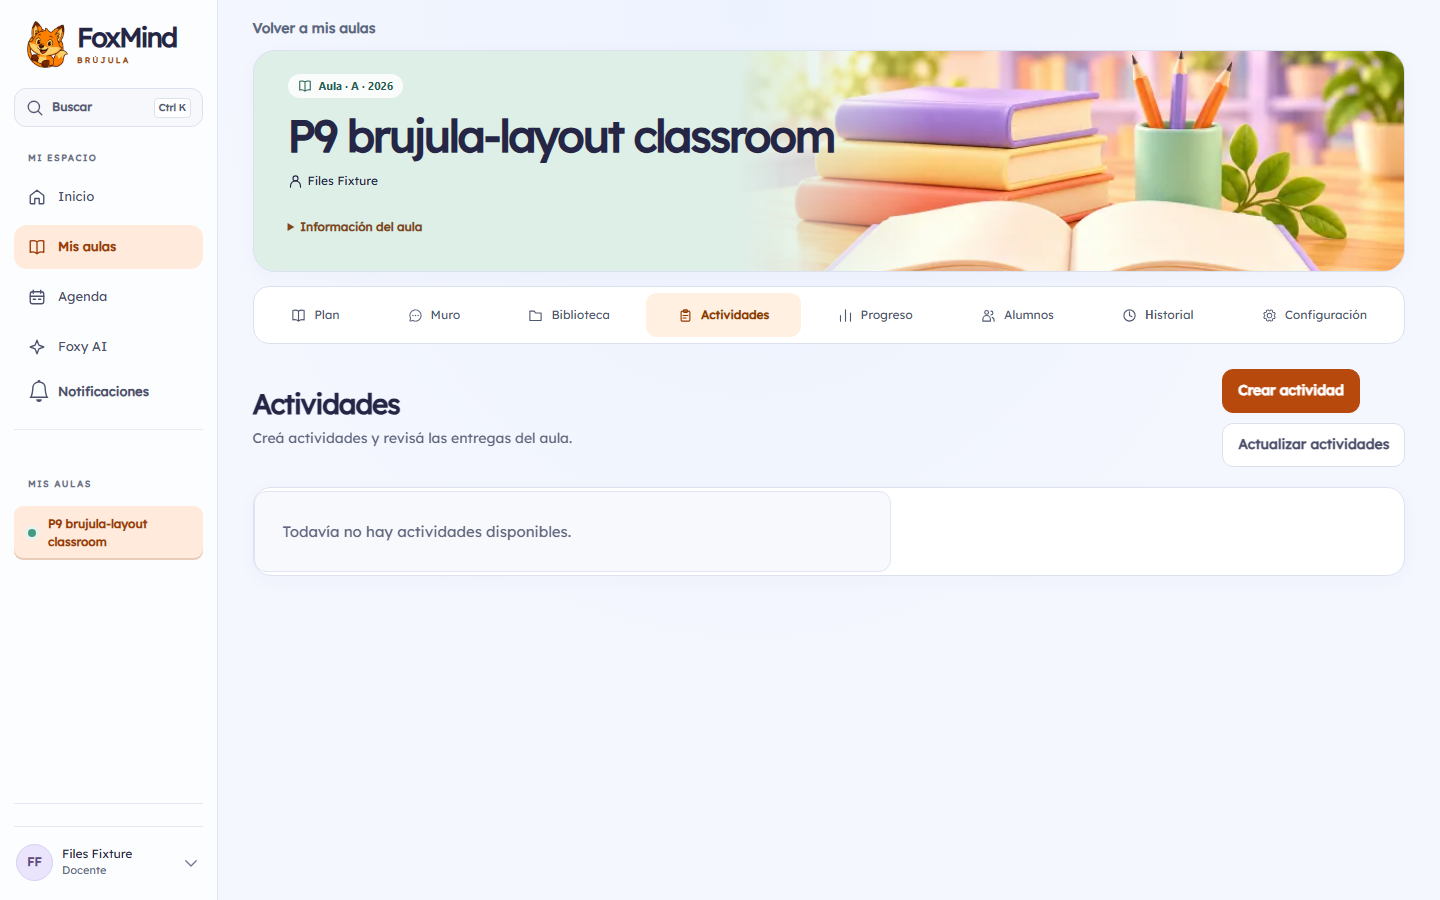 FoxMind
BRÚJULA
Buscar
Ctrl K
MI ESPACIO
Inicio
Mis aulas
Agenda
Foxy AI
Notificaciones
MIS AULAS
P9 brujula-layout
classroom
FF
Files Fixture
Docente
Volver a mis aulas
Aula · A · 2026
P9 brujula-layout classroom
Files Fixture
Información del aula
Plan
Muro
Biblioteca
Actividades
Progreso
Alumnos
Historial
Configuración
Actividades
Creá actividades y revisá las entregas del aula.
Crear actividad
Actualizar actividades
Todavía no hay actividades disponibles.